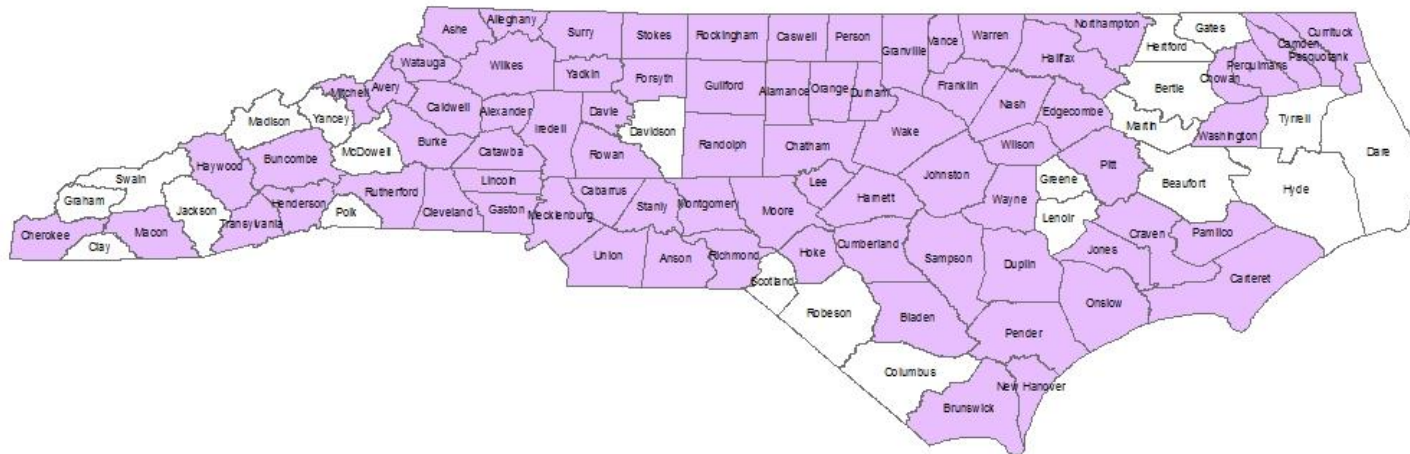 Ashe
Alleghany
Surry
Stokes
Rockingham
Caswell
Person
Granville
Vance
Warren
Northampton
Gates
Hertford
Currituck
Camden
Pasquotank
Perquimans
Chowan
Halifax
Watauga
Wilkes
Yadkin
Forsyth
Guilford
Alamance
Orange
Durham
Franklin
Nash
Edgecombe
Bertie
Martin
Washington
Tyrrell
Dare
Mitchell
Avery
Caldwell
Alexander
Iredell
Davie
Davidson
Randolph
Chatham
Wake
Wilson
Pitt
Beaufort
Hyde
Madison
Yancey
McDowell
Burke
Catawba
Rowan
Johnston
Greene
Wayne
Lenoir
Craven
Pamlico
Haywood
Buncombe
Swain
Graham
Jackson
Rutherford
Lincoln
Cabarrus
Stanly
Montgomery
Moore
Lee
Harnett
Cherokee
Clay
Macon
Transylvania
Henderson
Polk
Cleveland
Gaston
Mecklenburg
Union
Anson
Richmond
Hoke
Cumberland
Sampson
Duplin
Jones
Onslow
Carteret
Scotland
Robeson
Bladen
Pender
Columbus
Brunswick
New Hanover